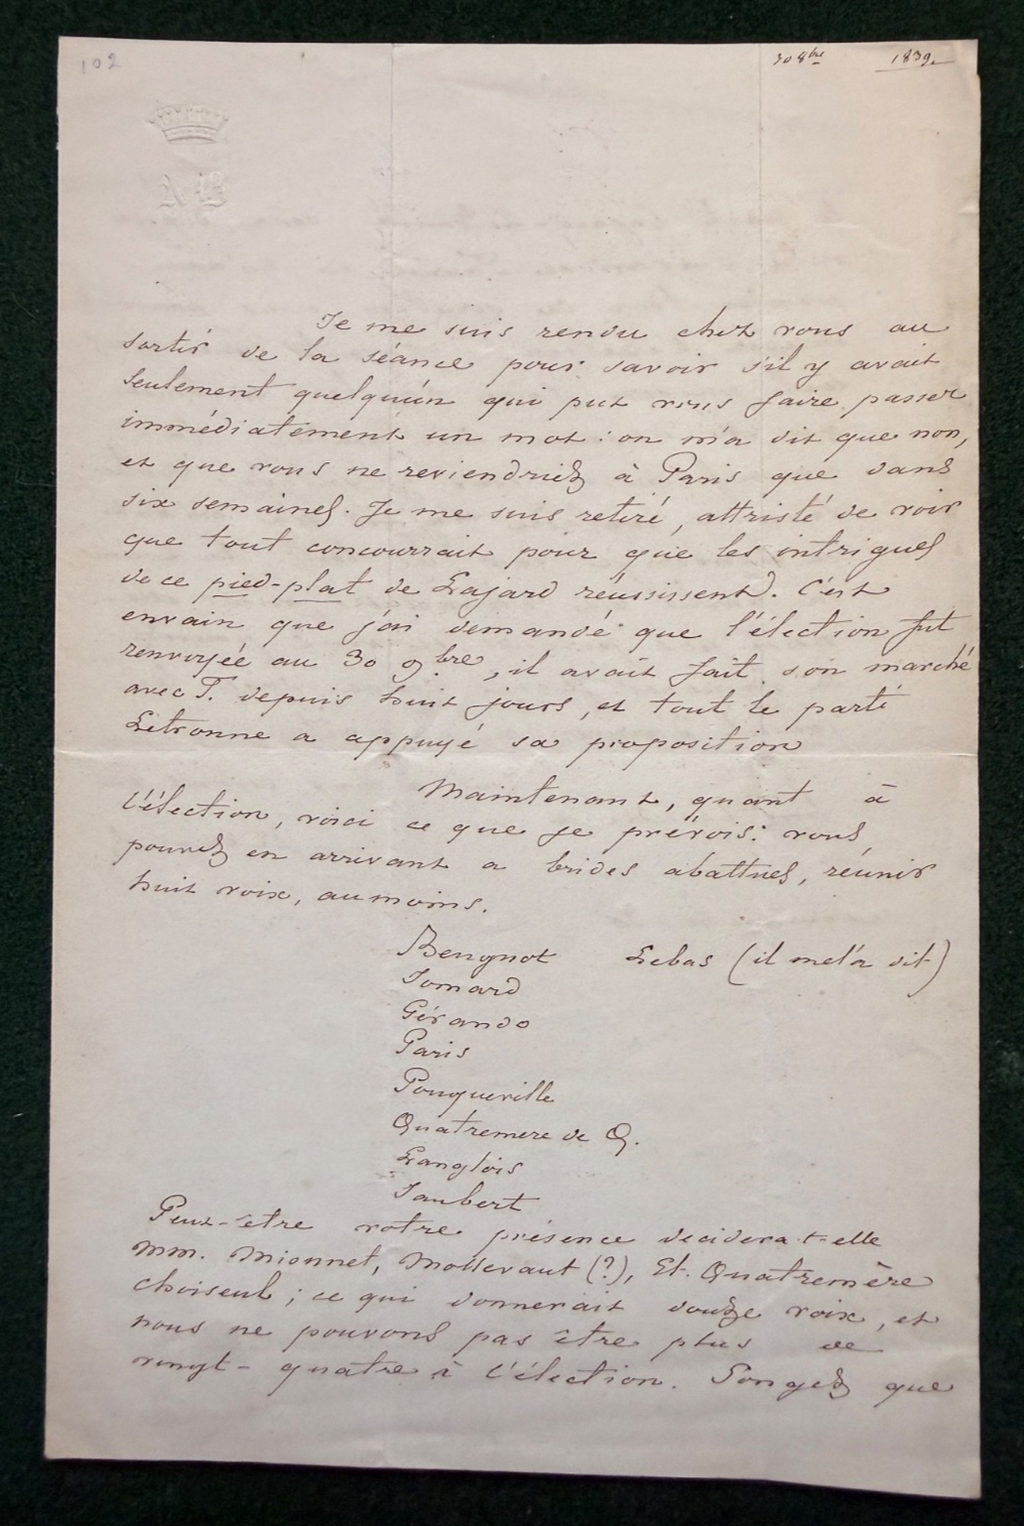 102
30 8bre 1839.
A B
Je me suis rendu chez vous au
sortir de la séance pour savoir s'il y avait
seulement quelqu'un qui put vous faire passer
immédiatement un mot : on m'a dit que non,
et que vous ne reviendriez à Paris que dans
six semaines. Je me suis retiré, attristé de voir
que tout concourrait pour que les intrigues
de ce pied-plat de Lajard réussissent. C'est
envain que j'ai demandé que l'élection fut
renvoyée au 30 9bre, il avait fait son marché
avec T. depuis huit jours, et tout le parti
Letronne a appuyé sa proposition
Maintenant, quant à
l'élection, voici ce que je prévois : vous
pouvez en arrivant a brides abattues, réunir
huit voix, au moins.
Beugnot Lebas (il me l'a dit)
Jomard
Gérando
Paris
Pouqueville
Quatremere de Q.
Langlois
Jaubert
Peut-être votre présence decidera-t-elle
MM. Mionnet, Mollevaut (?), Et. Quatremère
Choiseul ; ce qui donnerait douze voix, et
nous ne pouvons pas être plus de
vingt-quatre à l'élection. Songez que